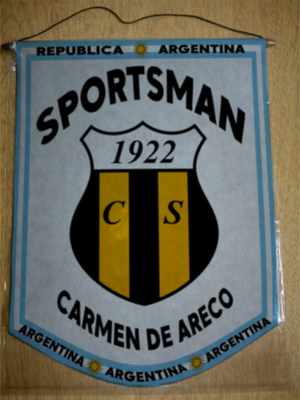 REPUBLICA ARGENTINA
SPORTSMAN
1922
C S
CARMEN DE ARECO
ARGENTINA ARGENTINA ARGENTINA